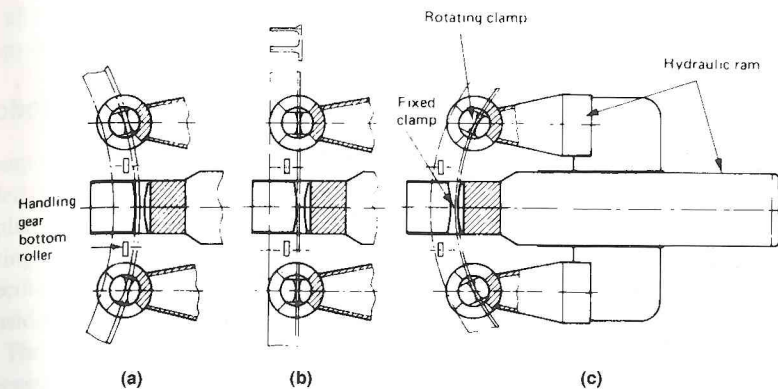 Rotating clamp
Hydraulic ram
Fixed
clamp
Handling
gear
bottom
roller
(a)
(b)
(c)